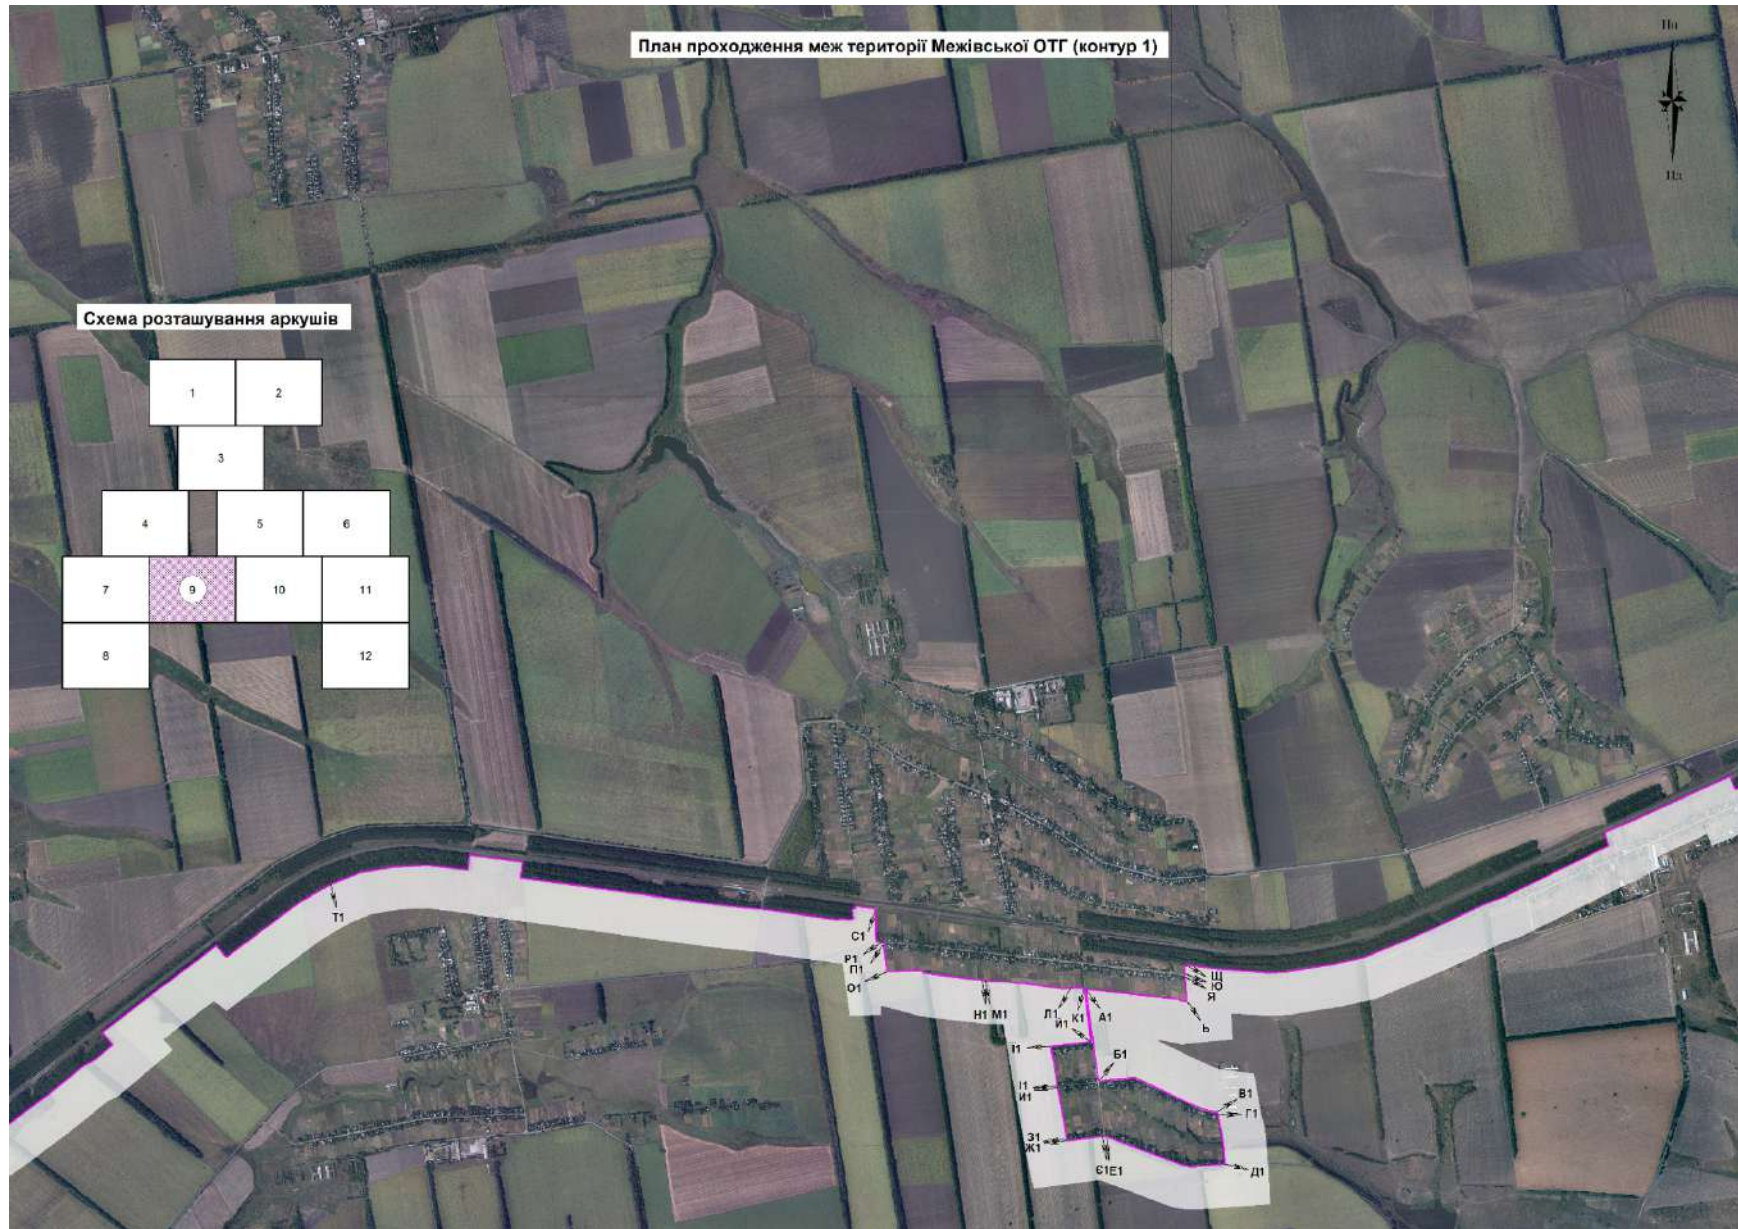 План проходження меж території Межівської ОТГ (контур 1)
Пн
Пд
Схема розташування аркушів
1 2
3
4 5 6
7 9 10 11
8 12
Т1
С1
Р1
П1
О1
Н1 М1
Л1
Й1
К1
А1
Щ
Ю
Я
Ь
Ї1
Б1
І1
И1
В1
Г1
З1
Ж1
Є1Е1
Д1